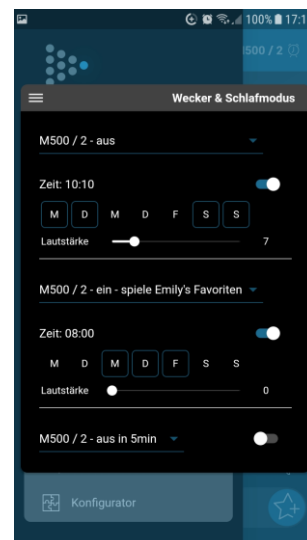 100% 17:1
M500 / 2
Wecker & Schlafmodus
M500 / 2 - aus
Zeit: 10:10
M D M D F S S
Lautstärke 7
M500 / 2 - ein - spiele Emily's Favoriten
Zeit: 08:00
M D M D F S S
Lautstärke 0
M500 / 2 - aus in 5min
Konfigurator